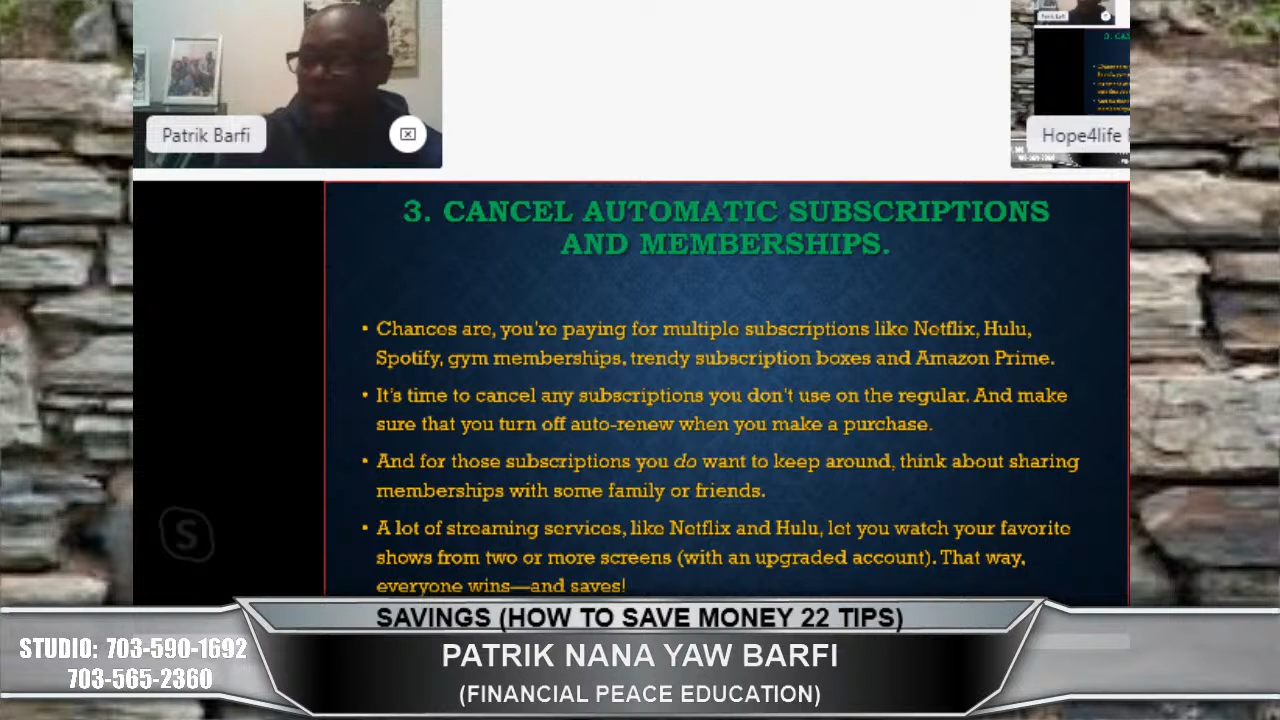 Patrik Barfi
Hope4life
3. CANCEL AUTOMATIC SUBSCRIPTIONS
AND MEMBERSHIPS.
• Chances are, you're paying for multiple subscriptions like Netflix, Hulu,
Spotify, gym memberships, trendy subscription boxes and Amazon Prime.
• It's time to cancel any subscriptions you don't use on the regular. And make
sure that you turn off auto-renew when you make a purchase.
• And for those subscriptions you do want to keep around, think about sharing
memberships with some family or friends.
• A lot of streaming services, like Netflix and Hulu, let you watch your favorite
shows from two or more screens (with an upgraded account). That way,
everyone wins—and saves!
SAVINGS (HOW TO SAVE MONEY 22 TIPS)
STUDIO: 703-590-1692
703-565-2360
PATRIK NANA YAW BARFI
(FINANCIAL PEACE EDUCATION)